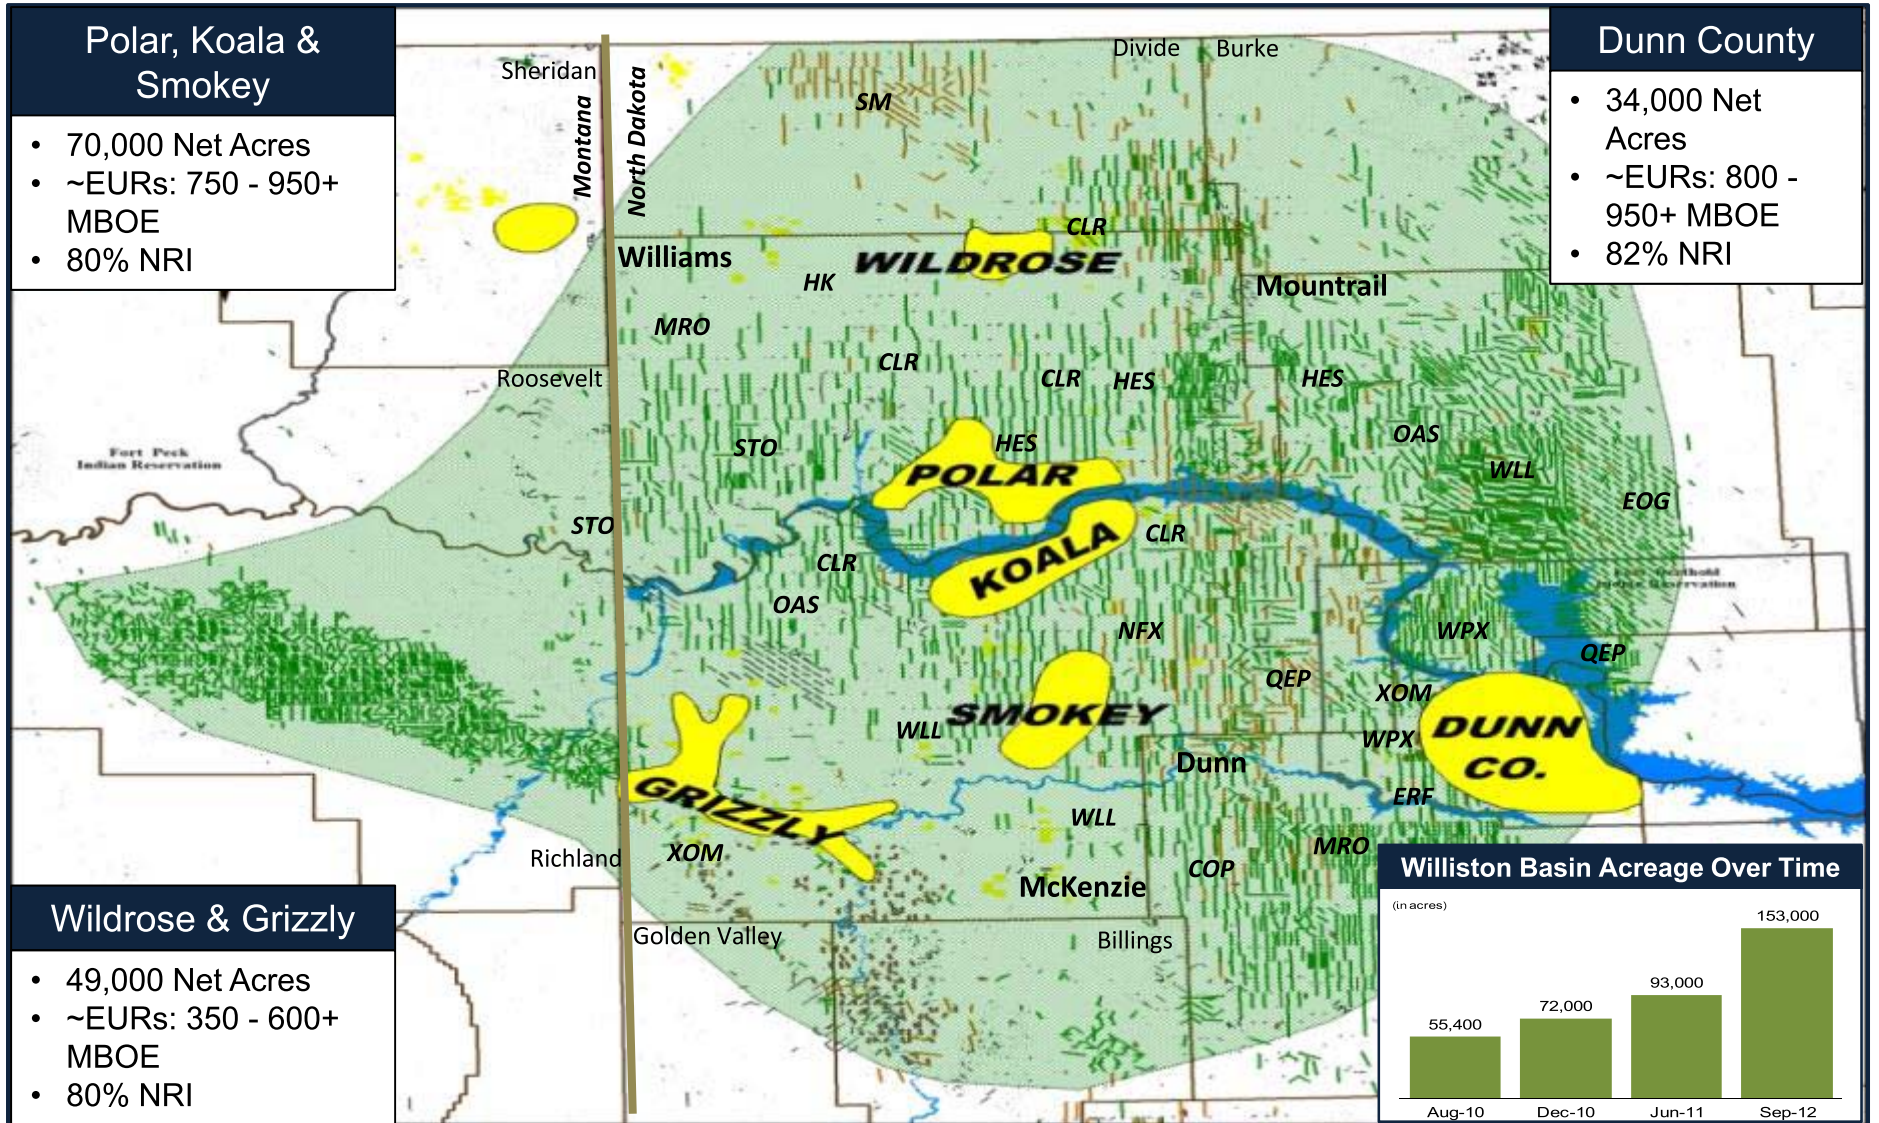 Polar, Koala &
Smokey
• 70,000 Net Acres
• ~EURs: 750 - 950+
MBOE
• 80% NRI
Dunn County
• 34,000 Net
Acres
• ~EURs: 800 -
950+ MBOE
• 82% NRI
Sheridan
Montana
North Dakota
Divide
Burke
SM
CLR
Williams
WILDROSE
HK
Mountrail
MRO
CLR
CLR
HES
HES
Roosevelt
OAS
STO
HES
Fort Peck
Indian Reservation
POLAR
WLL
EOG
STO
CLR
KOALA
CLR
Indian Reservation
OAS
NFX
WPX
QEP
QEP
XOM
SMOKEY
WLL
DUNN
CO.
WPX
Dunn
GRIZZLY
ERF
WLL
XOM
Richland
MRO
COP
McKenzie
Golden Valley
Billings
Wildrose & Grizzly
• 49,000 Net Acres
• ~EURs: 350 - 600+
MBOE
• 80% NRI
Williston Basin Acreage Over Time
(in acres)
153,000
93,000
72,000
55,400
Aug-10 Dec-10 Jun-11 Sep-12